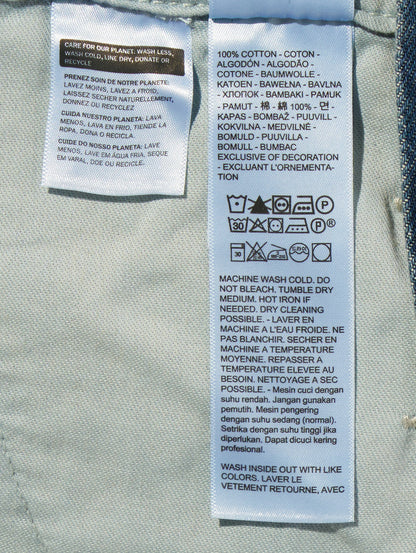 CARE FOR OUR PLANET. WASH LESS,
WASH COLD, LINE DRY, DONATE OR
RECYCLE
PRENEZ SOIN DE NOTRE PLANETE:
LAVEZ MOINS, LAVEZ A FROID,
LAISSEZ SECHER NATURELLEMENT,
DONNEZ OU RECYCLEZ
CUIDA NUESTRO PLANETA: LAVA
MENOS, LAVA EN FRIO, TIENDE LA
ROPA, DONA O RECICLA.
CUIDE DO NOSSO PLANETA: LAVE
MENOS, LAVE EM ÁGUA FRIA, SEQUE
EM VARAL, DOE OU RECICLE.
100% COTTON - COTON -
ALGODÓN - ALGODÃO -
COTONE - BAUMWOLLE -
KATOEN - BAWEŁNA - BAVLNA
- ХЛОПОК - BAMBAKI - PAMUK
- PAMUT - 棉 - 綿 100% - 면 -
KAPAS - BOMBAŽ - PUUVILL -
KOKVILNA - MEDVILNĖ -
BOMULD - PUUVILLA -
BOMULL - BUMBAC
EXCLUSIVE OF DECORATION
- EXCLUANT L'ORNEMENTA-
TION
MACHINE WASH COLD. DO
NOT BLEACH. TUMBLE DRY
MEDIUM. HOT IRON IF
NEEDED. DRY CLEANING
POSSIBLE. - LAVER EN
MACHINE A L'EAU FROIDE. NE
PAS BLANCHIR. SECHER EN
MACHINE A TEMPERATURE
MOYENNE. REPASSER A
TEMPERATURE ELEVEE AU
BESOIN. NETTOYAGE A SEC
POSSIBLE. - Mesin cuci dengan
suhu rendah. Jangan gunakan
pemutih. Mesin pengering
dengan suhu sedang (normal).
Setrika dengan suhu tinggi jika
diperlukan. Dapat dicuci kering
profesional.
WASH INSIDE OUT WITH LIKE
COLORS. LAVER LE
VETEMENT RETOURNE, AVEC